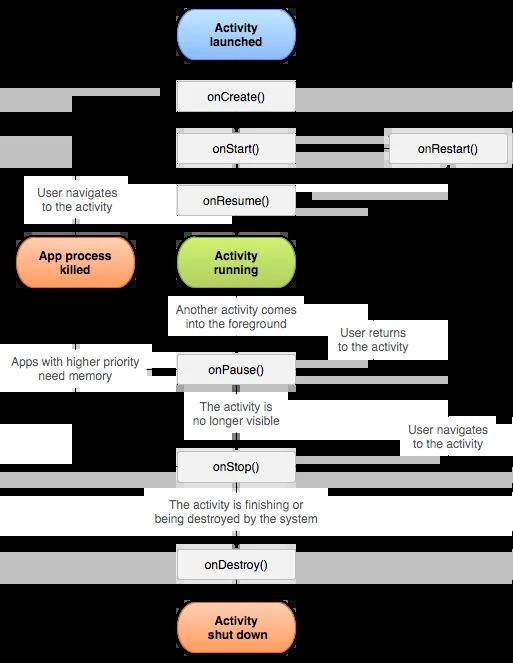 Activity
launched
onCreate()
onStart()
onRestart()
User navigates
to the activity
onResume()
App process
killed
Activity
running
Another activity comes
into the foreground
User returns
to the activity
Apps with higher priority
need memory
onPause()
The activity is
no longer visible
User navigates
to the activity
onStop()
The activity is finishing or
being destroyed by the system
onDestroy()
Activity
shut down